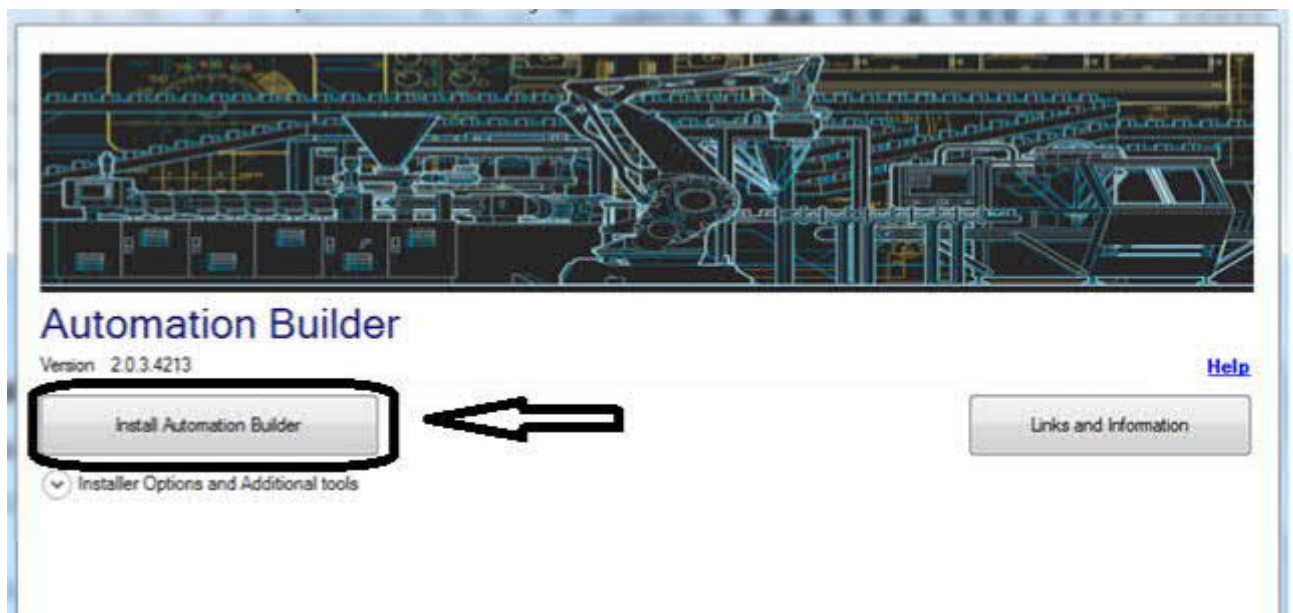 Automation Builder
Version 2.0.3.4213
Help
Install Automation Builder
Links and Information
Installer Options and Additional tools